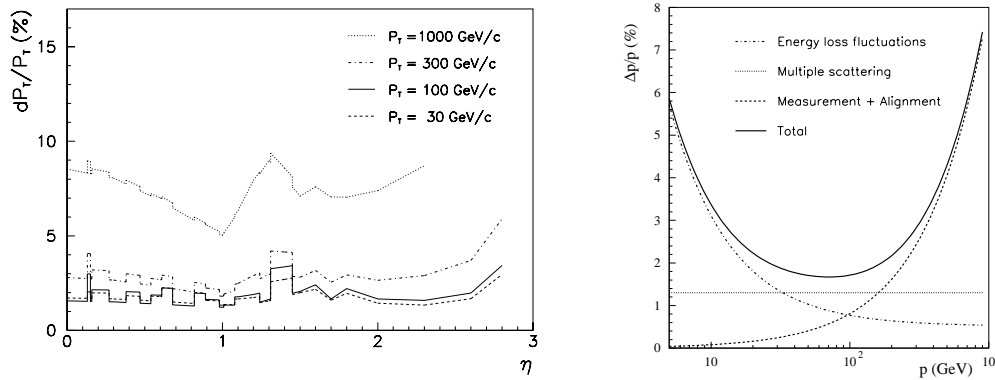 dP_T/P_T (%)
15
10
5
0
P_T = 1000 GeV/c
P_T = 300 GeV/c
P_T = 100 GeV/c
P_T = 30 GeV/c
0
1
2
3
η
Δp/p (%)
8
7
6
5
4
3
2
1
0
Energy loss fluctuations
Multiple scattering
Measurement + Alignment
Total
10
10²
10
p (GeV)